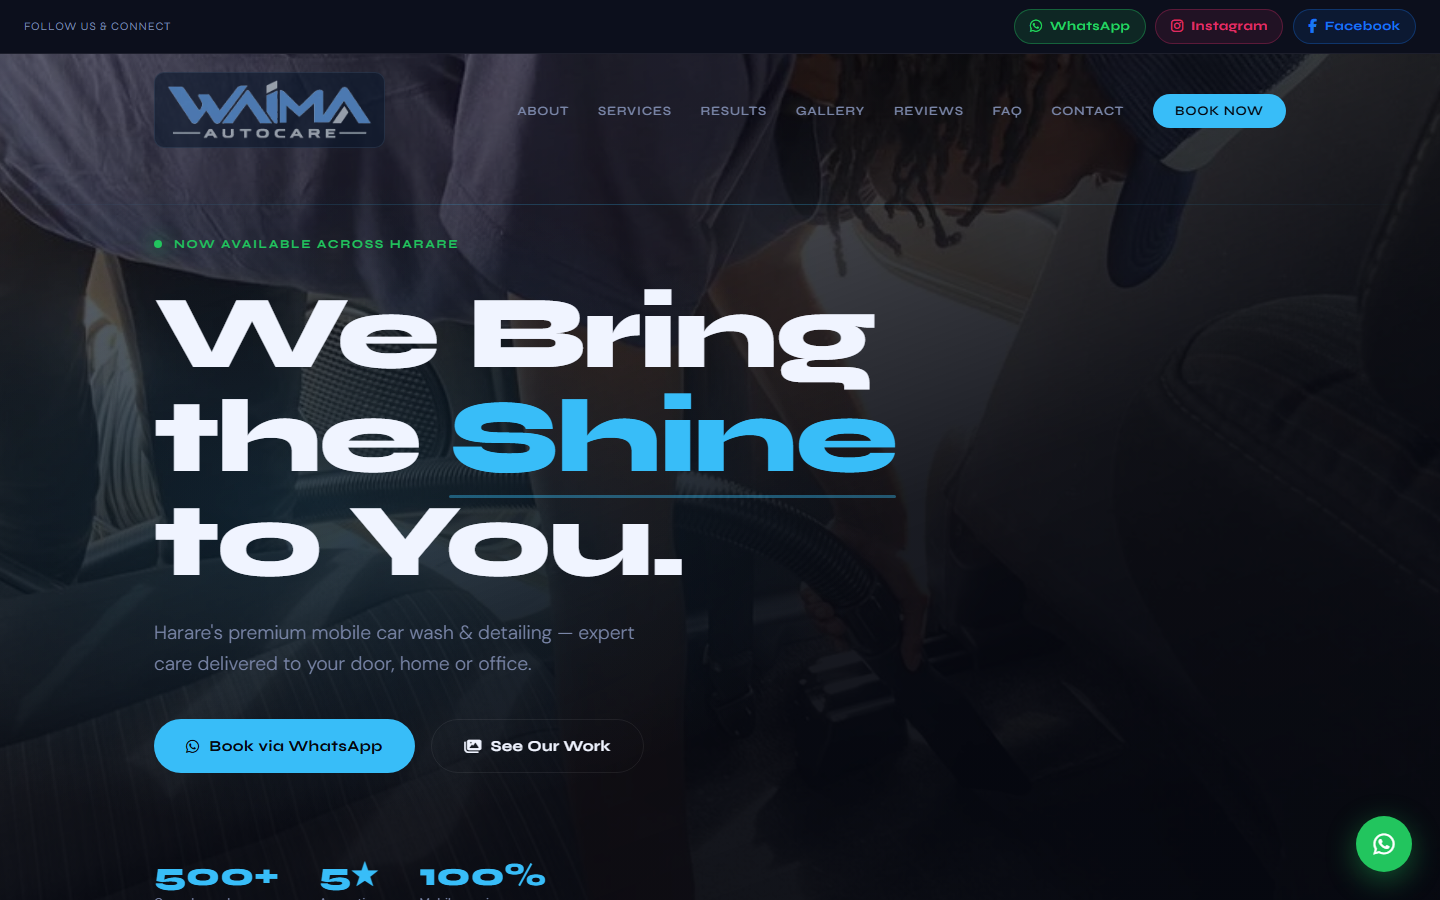 FOLLOW US & CONNECT
WhatsApp
Instagram
Facebook
WAIMA
AUTOCARE
ABOUT
SERVICES
RESULTS
GALLERY
REVIEWS
FAQ
CONTACT
BOOK NOW
NOW AVAILABLE ACROSS HARARE
We Bring
the Shine
to You.
Harare's premium mobile car wash & detailing — expert
care delivered to your door, home or office.
Book via WhatsApp
See Our Work
500+
5★
100%